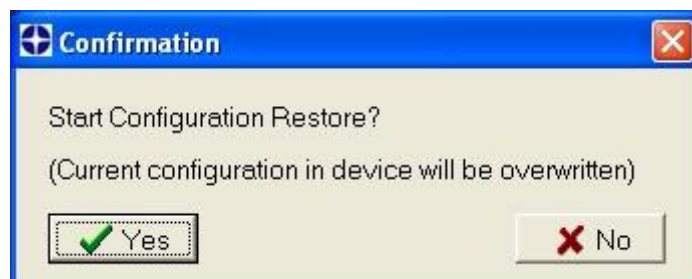 Confirmation
Start Configuration Restore?
(Current configuration in device will be overwritten)
Yes
No